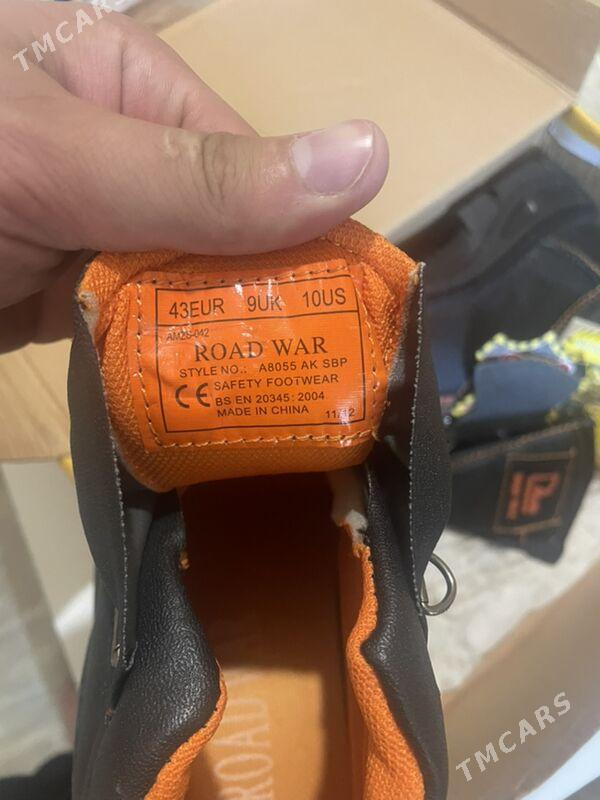 TMCARS
43EUR 9UK 10US
AMZS-042
ROAD WAR
STYLE NO.: A8055 AK SBP
CE SAFETY FOOTWEAR
BS EN 20345: 2004
MADE IN CHINA 11/12
ROAD
TMCARS